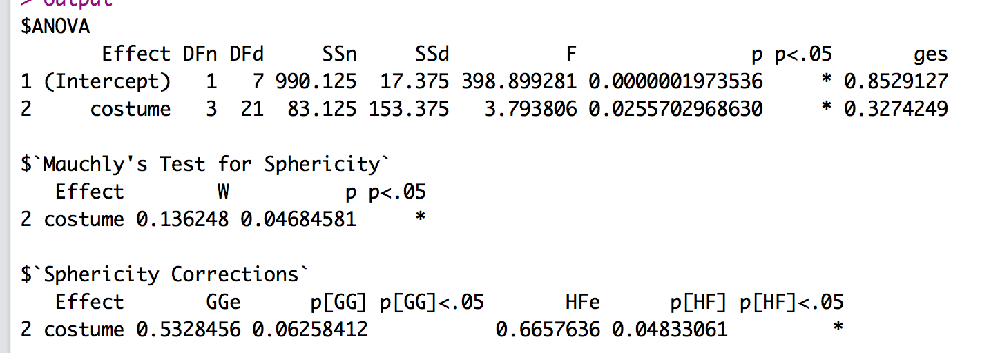 > output
$ANOVA
Effect DFn DFd SSn SSd F p p<.05 ges
1 (Intercept) 1 7 990.125 17.375 398.899281 0.0000001973536 * 0.8529127
2 costume 3 21 83.125 153.375 3.793806 0.0255702968630 * 0.3274249
$`Mauchly's Test for Sphericity`
Effect W p p<.05
2 costume 0.136248 0.04684581 *
$`Sphericity Corrections`
Effect GGe p[GG] p[GG]<.05 HFe p[HF] p[HF]<.05
2 costume 0.5328456 0.06258412 0.6657636 0.04833061 *